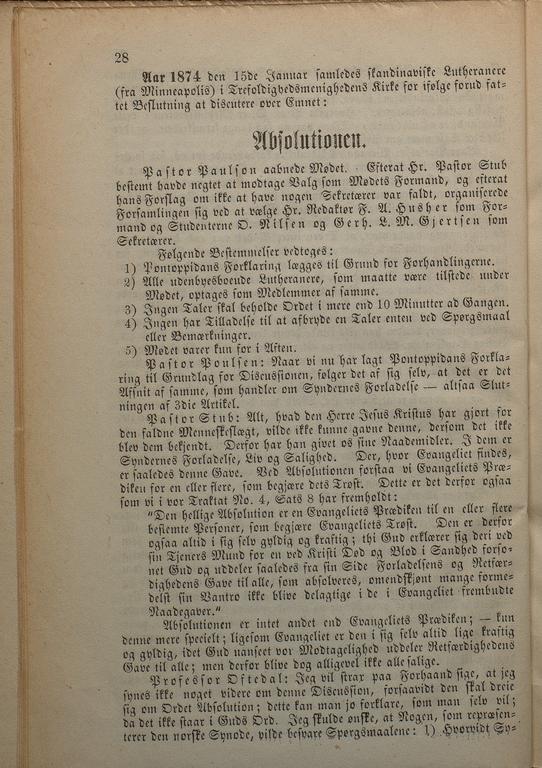 28
Aar 1874 den 15de Januar samledes skandinaviske Lutheranere
(fra Minneapolis) i Trefoldighedsmenighedens Kirke for ifølge forud fat-
tet Beslutning at discutere over Emnet:
Absolutionen.
Pastor Paulson aabnede Mødet. Efterat Hr. Pastor Stub
bestemt havde negtet at modtage Valg som Mødets Formand, og efterat
hans Forslag om ikke at have nogen Sekretærer var faldt, organiserede
Forsamlingen sig ved at vælge Hr. Redaktør F. A. Husher som For-
mand og Studenterne O. Nilsen og Gerh. L. M. Gjertsen som
Sekretærer.
Følgende Bestemmelser vedtoges:
1) Pontoppidans Forklaring lægges til Grund for Forhandlingerne.
2) Alle udenbyesboende Lutheranere, som maatte være tilstede under
Mødet, optages som Medlemmer af samme.
3) Ingen Taler skal beholde Ordet i mere end 10 Minutter ad Gangen.
4) Ingen har Tilladelse til at afbryde en Taler enten ved Spørgsmaal
eller Bemærkninger.
5) Mødet varer kun for i Aften.
Pastor Poulsen: Naar vi nu har lagt Pontoppidans Forkla-
ring til Grundlag for Discussionen, følger det af sig selv, at det er det
Afsnit af samme, som handler om Syndernes Forladelse — altsaa Slut-
ningen af 3die Artikel.
Pastor Stub: Alt, hvad den Herre Jesus Kristus har gjort for
den faldne Menneskeslægt, vilde ikke kunne gavne denne, dersom det ikke
blev dem bekjendt. Derfor har han givet os sine Naademidler. I dem er
Syndernes Forladelse, Liv og Salighed. Der, hvor Evangeliet findes,
er saaledes denne Gave. Ved Absolutionen forstaa vi Evangeliets Præ-
diken for en eller flere, som begjære dets Trøst. Dette er det derfor ogsaa
som vi i vor Traktat No. 4, Sats 8 har fremholdt:
"Den hellige Absolution er en Evangeliets Prædiken til en eller flere
bestemte Personer, som begjære Evangeliets Trøst. Den er derfor
ogsaa altid i sig selv gyldig og kraftig; thi Gud erklærer sig deri ved
sin Tjeners Mund for en ved Kristi Død og Blod i Sandhed forso-
net Gud og uddeler saaledes fra sin Side Forladelsens og Retfær-
dighedens Gave til alle, som absolveres, omendskjønt mange forme-
delst sin Vantro ikke blive delagtige i de i Evangeliet frembudte
Naadegaver."
Absolutionen er intet andet end Evangeliets Prædiken; — kun
denne mere specielt; ligesom Evangeliet er den i sig selv altid lige kraftig
og gyldig, idet Gud uanseet vor Modtagelighed uddeler Retfærdighedens
Gave til alle; men derfor blive dog alligevel ikke alle salige.
Professor Oftedal: Jeg vil strax paa Forhaand sige, at jeg
synes ikke noget videre om denne Discussion, forsaavidt den skal dreie
sig om Ordet Absolution; dette kan man jo forklare, som man selv vil;
da det ikke staar i Guds Ord. Jeg skulde ønske, at Nogen, som repræsen-
terer den norske Synode, vilde besvare Spørgsmaalene: 1) Hvorvidt Sy-